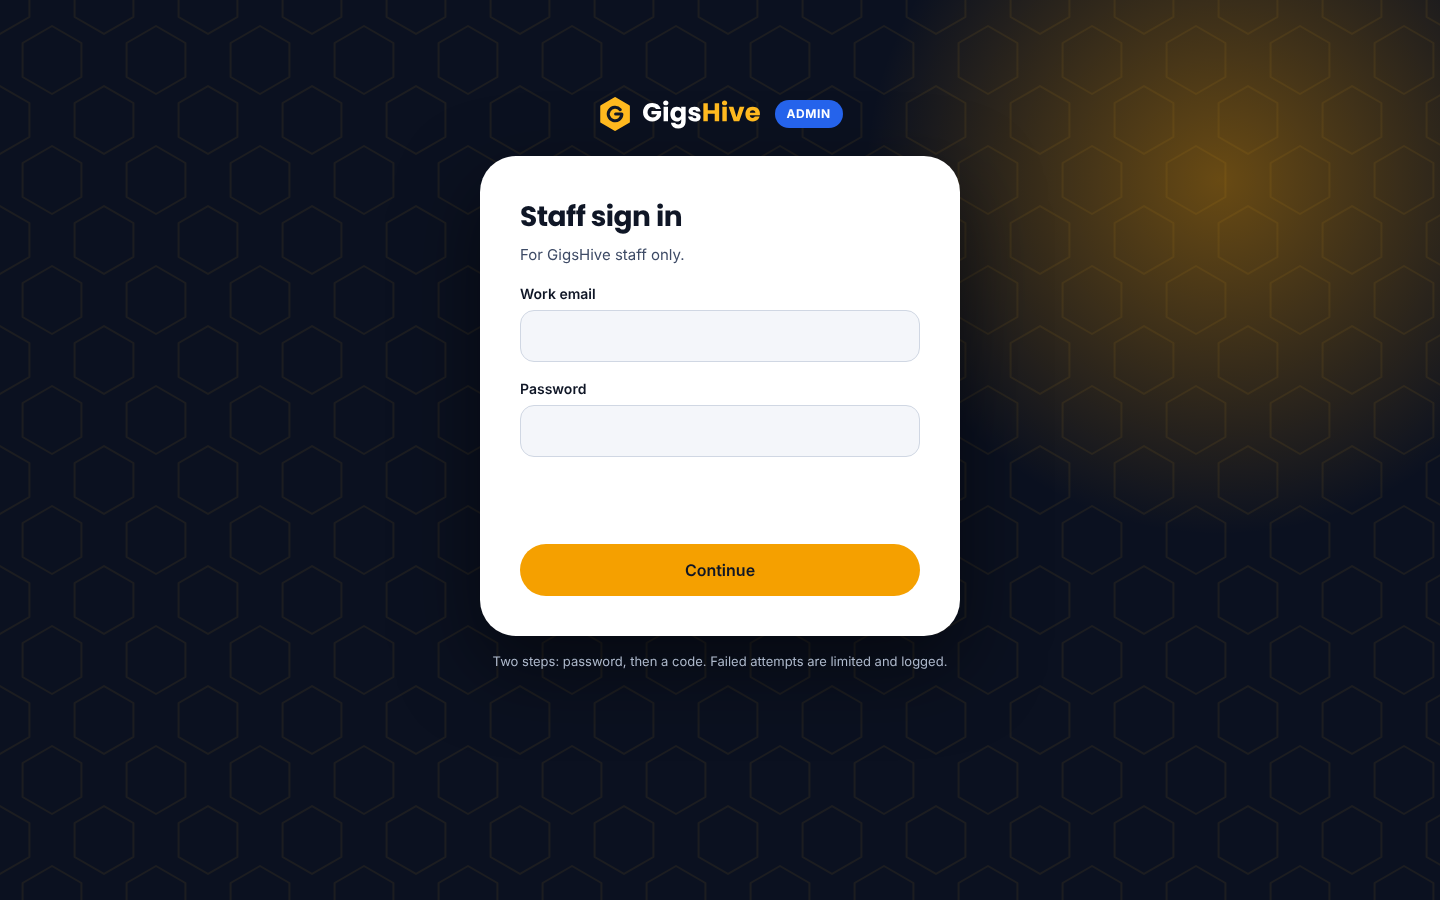 GigsHive ADMIN
Staff sign in
For GigsHive staff only.
Work email
Password
Continue
Two steps: password, then a code. Failed attempts are limited and logged.